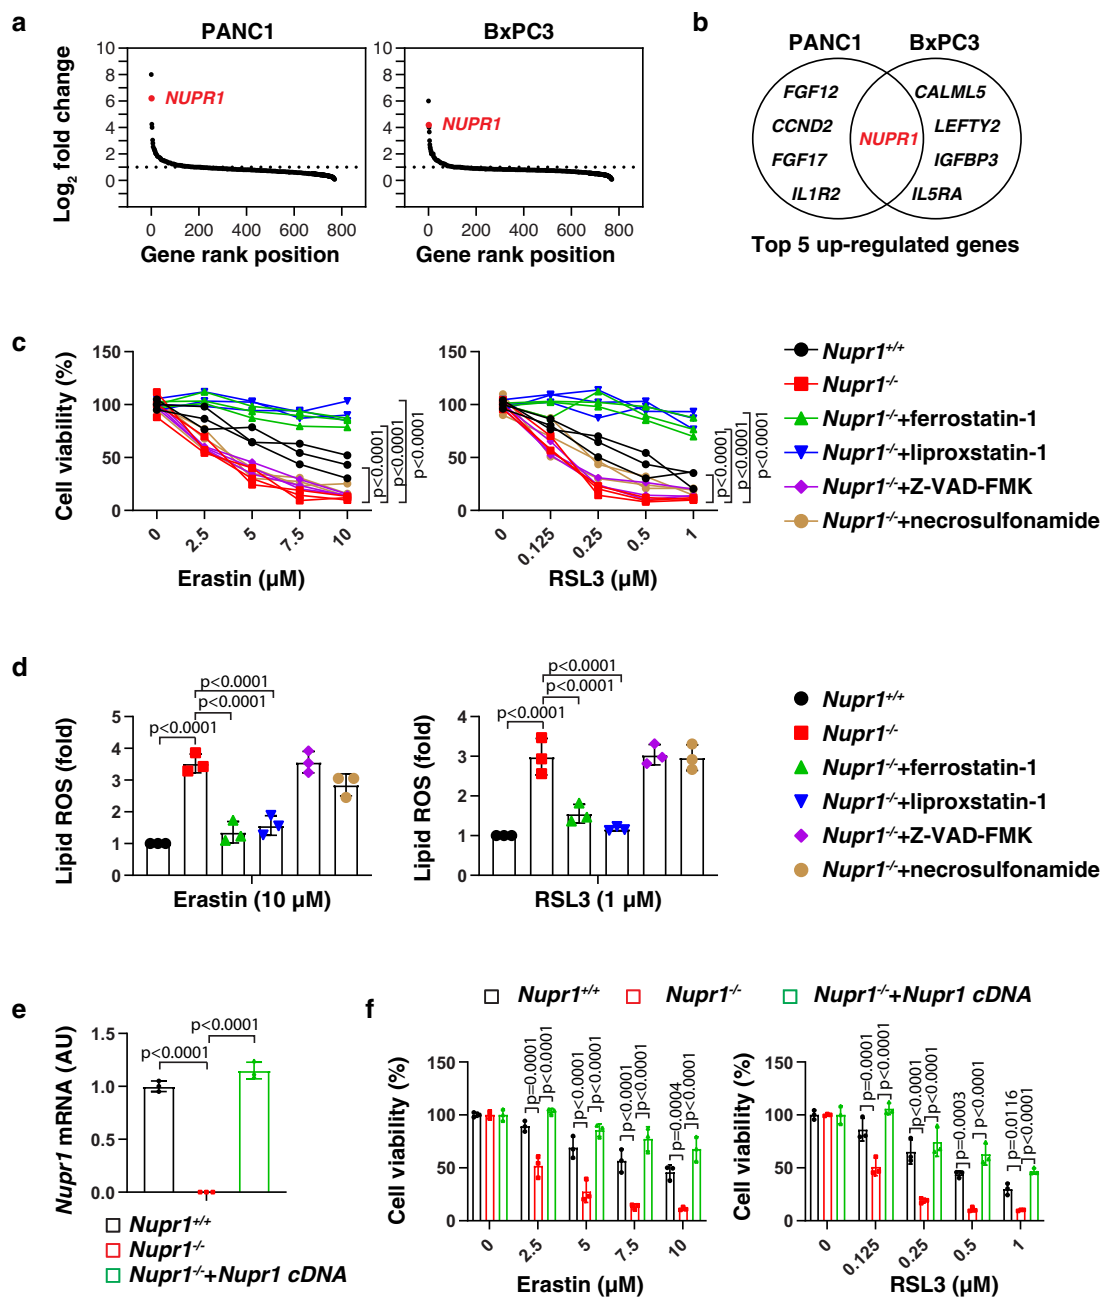 a
PANC1
BxPC3
Log2 fold change
10
8
6
4
2
0
NUPR1
0 200 400 600 800
Gene rank position
10
8
6
4
2
0
NUPR1
0 200 400 600 800
Gene rank position
b
PANC1 BxPC3
FGF12 CALML5
CCND2 LEFTY2
NUPR1
FGF17 IGFBP3
IL1R2 IL5RA
Top 5 up-regulated genes
c
Cell viability (%)
150
100
50
0
0 2.5 5 7.5 10
Erastin (µM)
p<0.0001
p<0.0001
p<0.0001
150
100
50
0
0 0.125 0.25 0.5 1
RSL3 (µM)
p<0.0001
p<0.0001
p<0.0001
Nupr1+/+
Nupr1-/-
Nupr1-/-+ferrostatin-1
Nupr1-/-+liproxstatin-1
Nupr1-/-+Z-VAD-FMK
Nupr1-/-+necrosulfonamide
d
Lipid ROS (fold)
5
4
3
2
1
0
p<0.0001
p<0.0001
p<0.0001
Erastin (10 µM)
Lipid ROS (fold)
4
3
2
1
0
p<0.0001
p<0.0001
p<0.0001
RSL3 (1 µM)
Nupr1+/+
Nupr1-/-
Nupr1-/-+ferrostatin-1
Nupr1-/-+liproxstatin-1
Nupr1-/-+Z-VAD-FMK
Nupr1-/-+necrosulfonamide
e
Nupr1 mRNA (AU)
1.5
1.0
0.5
0.0
p<0.0001
p<0.0001
Nupr1+/+
Nupr1-/-
Nupr1-/-+Nupr1 cDNA
f
Nupr1+/+ Nupr1-/- Nupr1-/-+Nupr1 cDNA
Cell viability (%)
150
100
50
0
p=0.0001
p<0.0001
p<0.0001
p<0.0001
p<0.0001
p<0.0001
p=0.0004
p<0.0001
0 2.5 5 7.5 10
Erastin (µM)
Cell viability (%)
150
100
50
0
p=0.0001
p<0.0001
p<0.0001
p<0.0001
p=0.0003
p<0.0001
p=0.0116
p<0.0001
0 0.125 0.25 0.5 1
RSL3 (µM)